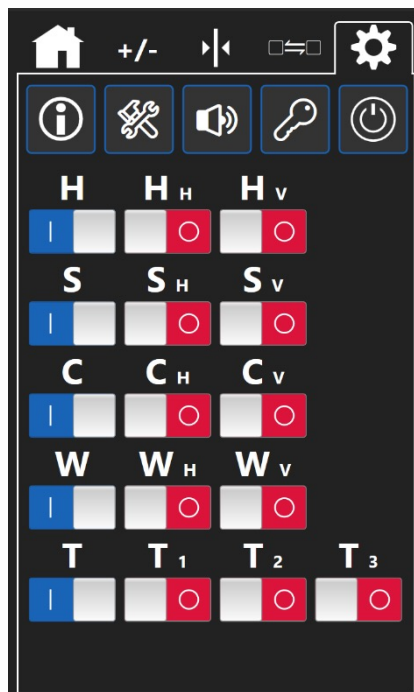 +/-
H H H H V
S S H S V
C C H C V
W W H W V
T T 1 T 2 T 3